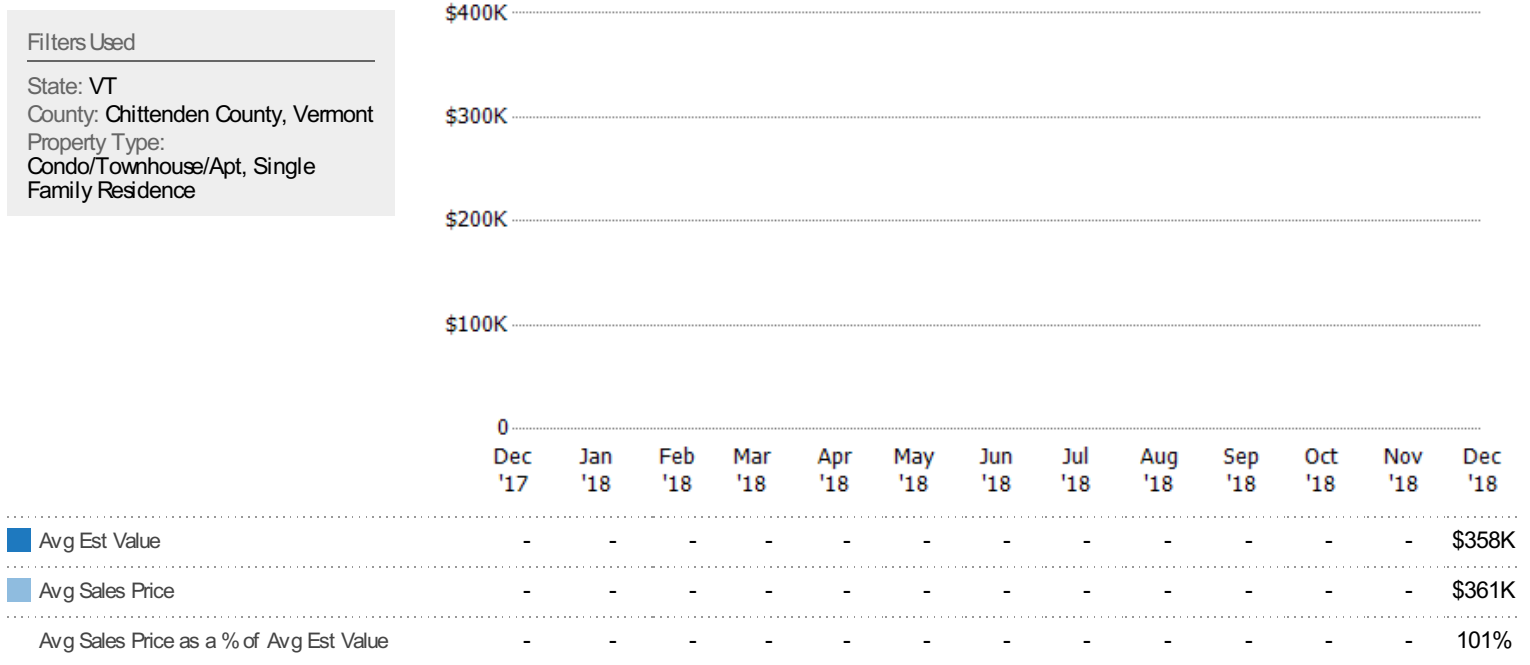 Filters Used
State: VT
County: Chittenden County, Vermont
Property Type:
Condo/Townhouse/Apt, Single
Family Residence
$400K
$300K
$200K
$100K
0
Dec Jan Feb Mar Apr May Jun Jul Aug Sep Oct Nov Dec
'17 '18 '18 '18 '18 '18 '18 '18 '18 '18 '18 '18 '18
Avg Est Value - - - - - - - - - - - - $358K
Avg Sales Price - - - - - - - - - - - - $361K
Avg Sales Price as a % of Avg Est Value - - - - - - - - - - - - 101%